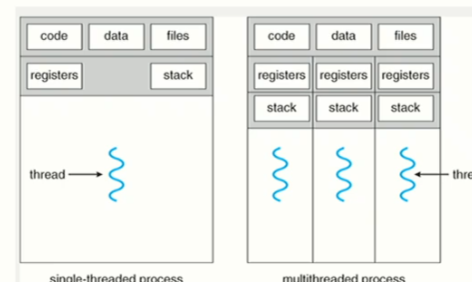 code data files
registers stack
thread
single-threaded process
code data files
registers registers registers
stack stack stack
thre
multithreaded process